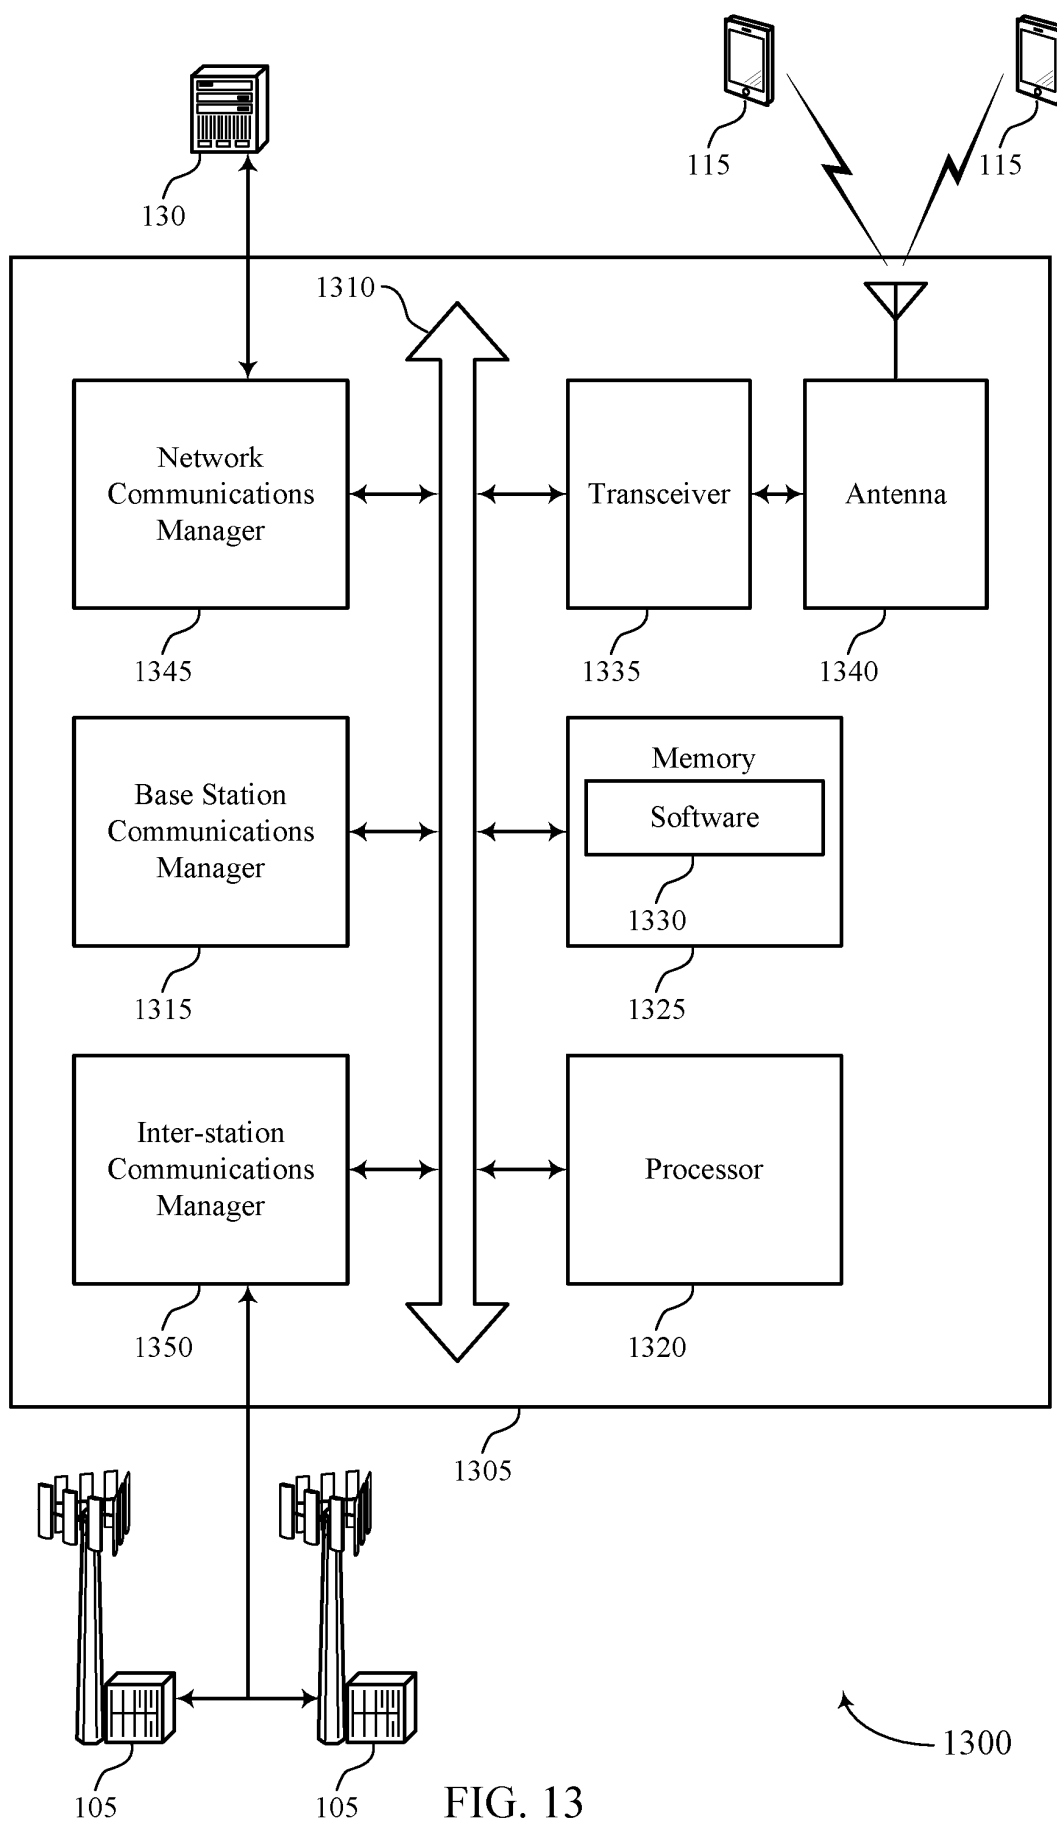 115
115
130
1310
Network
Communications
Manager
Transceiver
Antenna
1345
1335
1340
Base Station
Communications
Manager
Memory
Software
1330
1315
1325
Inter-station
Communications
Manager
Processor
1350
1320
1305
1300
105
105
FIG. 13